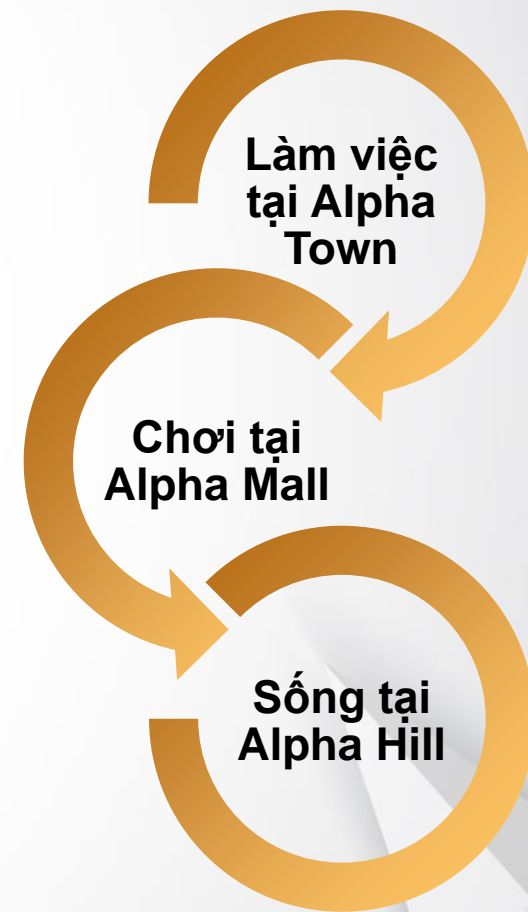 Làm việc
tại Alpha
Town
Chơi tại
Alpha Mall
Sống tại
Alpha Hill